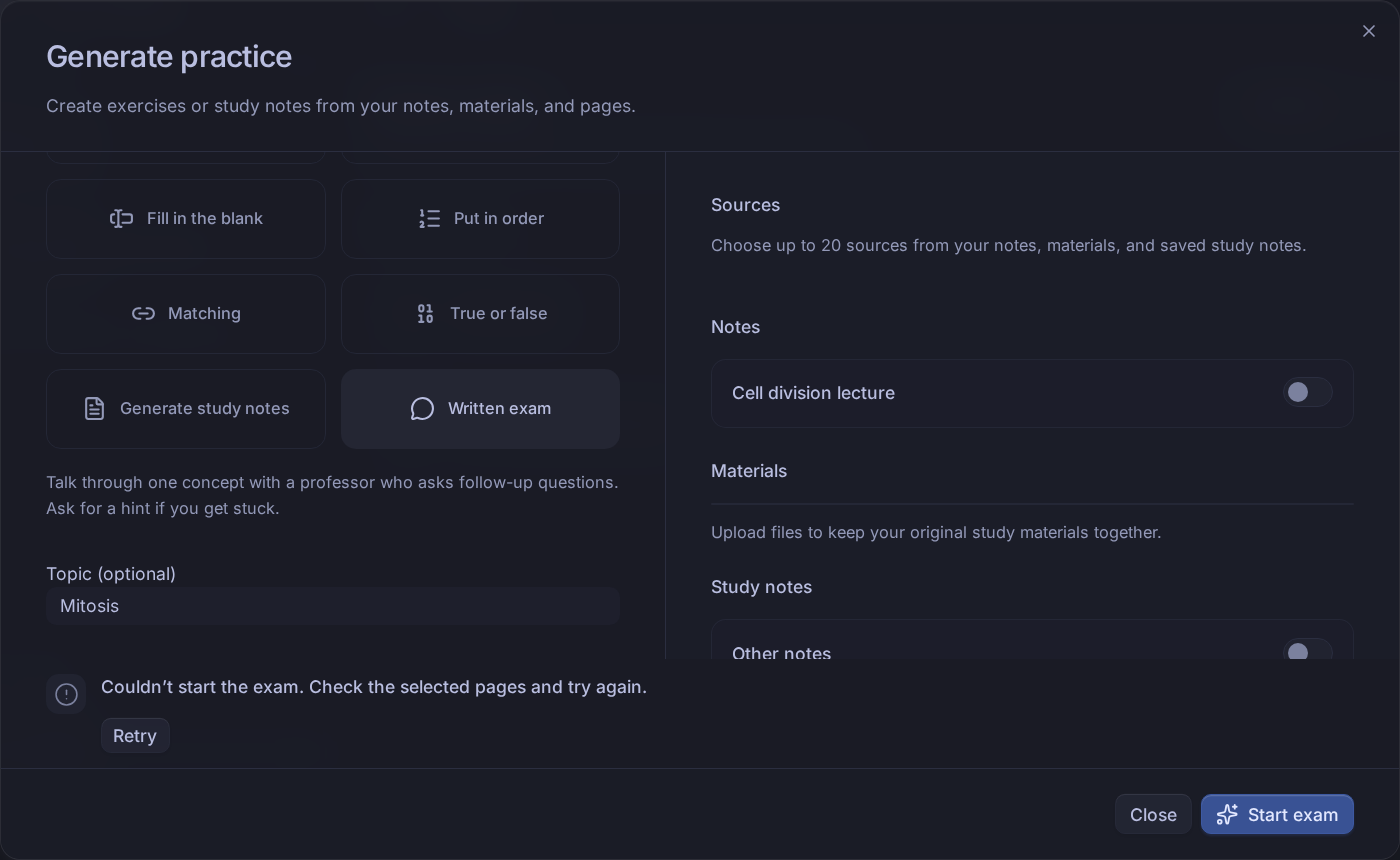 Generate practice
Create exercises or study notes from your notes, materials, and pages.
Fill in the blank
Put in order
Matching
True or false
Generate study notes
Written exam
Talk through one concept with a professor who asks follow-up questions.
Ask for a hint if you get stuck.
Topic (optional)
Mitosis
Sources
Choose up to 20 sources from your notes, materials, and saved study notes.
Notes
Cell division lecture
Materials
Upload files to keep your original study materials together.
Study notes
Other notes
Couldn’t start the exam. Check the selected pages and try again.
Retry
Close
Start exam